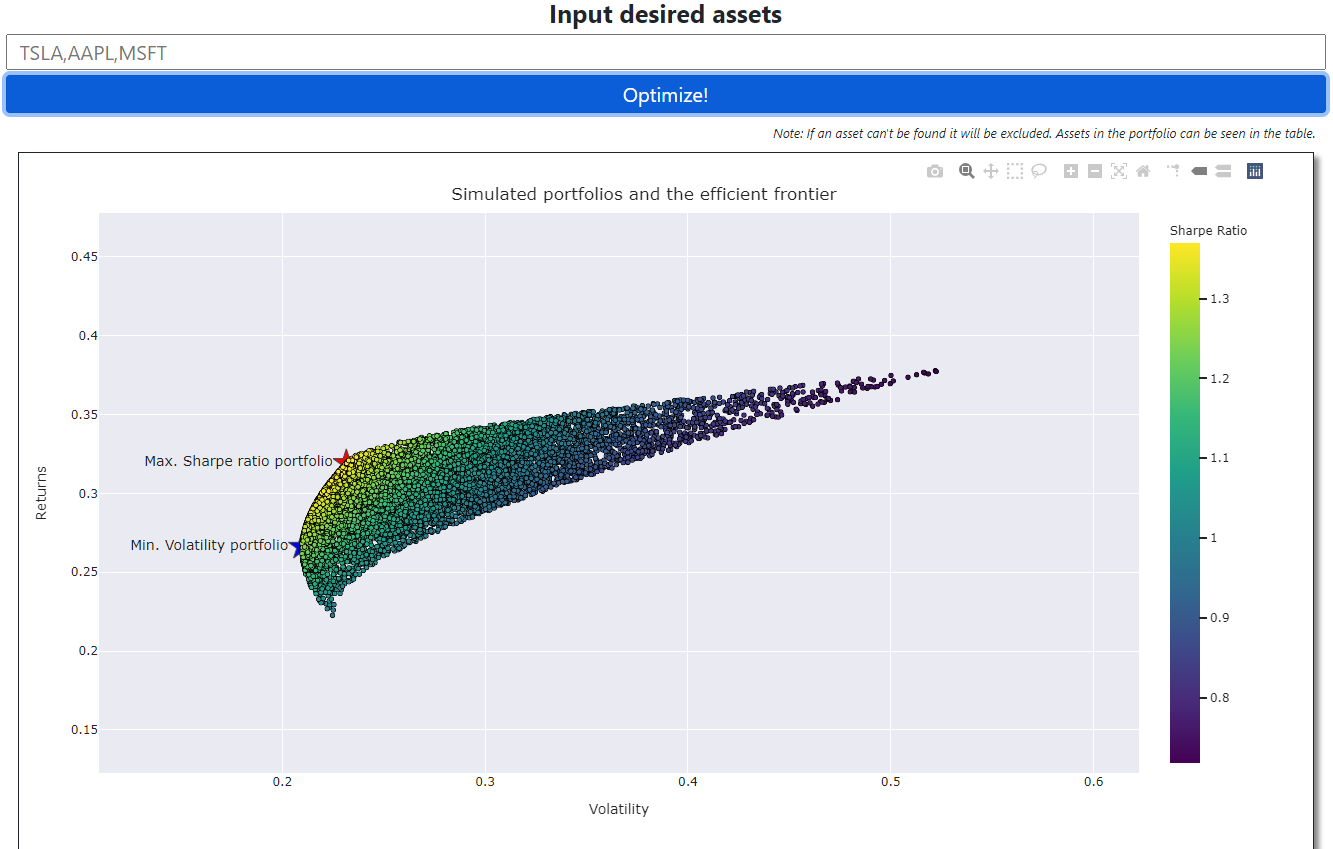 Input desired assets
TSLA,AAPL,MSFT
Optimize!
Note: If an asset can't be found it will be excluded. Assets in the portfolio can be seen in the table.
Simulated portfolios and the efficient frontier
Sharpe Ratio
0.45
0.4
0.35
0.3
0.25
0.2
0.15
Returns
Max. Sharpe ratio portfolio
Min. Volatility portfolio
1.3
1.2
1.1
1
0.9
0.8
0.2 0.3 0.4 0.5 0.6
Volatility